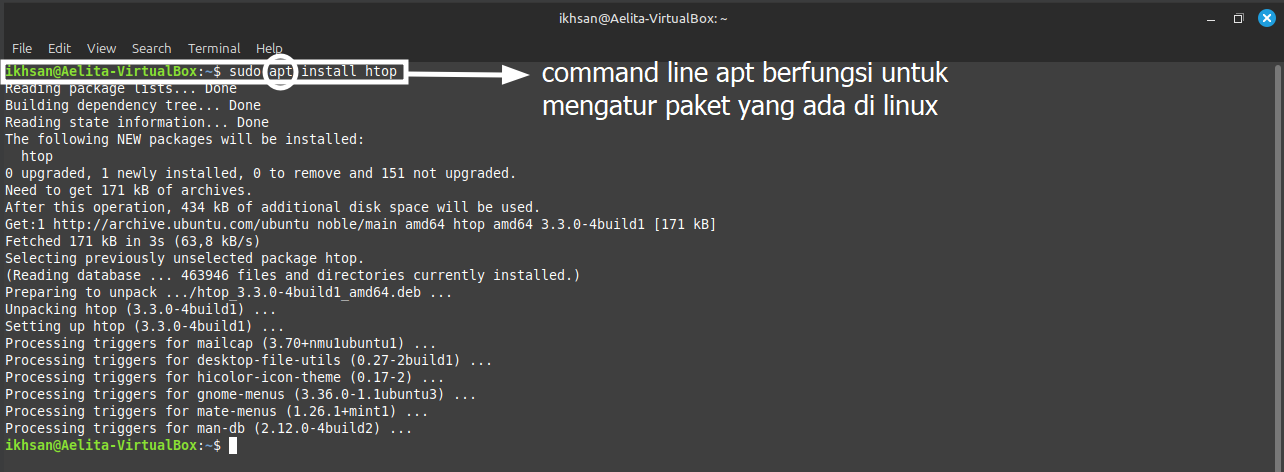 ikhsan@Aelita-VirtualBox: ~
File Edit View Search Terminal Help
ikhsan@Aelita-VirtualBox:~$ sudo apt install htop
command line apt berfungsi untuk
mengatur paket yang ada di linux
Reading package lists... Done
Building dependency tree... Done
Reading state information... Done
The following NEW packages will be installed:
  htop
0 upgraded, 1 newly installed, 0 to remove and 151 not upgraded.
Need to get 171 kB of archives.
After this operation, 434 kB of additional disk space will be used.
Get:1 http://archive.ubuntu.com/ubuntu noble/main amd64 htop amd64 3.3.0-4build1 [171 kB]
Fetched 171 kB in 3s (63,8 kB/s)
Selecting previously unselected package htop.
(Reading database ... 463946 files and directories currently installed.)
Preparing to unpack .../htop_3.3.0-4build1_amd64.deb ...
Unpacking htop (3.3.0-4build1) ...
Setting up htop (3.3.0-4build1) ...
Processing triggers for mailcap (3.70+nmu1ubuntu1) ...
Processing triggers for desktop-file-utils (0.27-2build1) ...
Processing triggers for hicolor-icon-theme (0.17-2) ...
Processing triggers for gnome-menus (3.36.0-1.1ubuntu3) ...
Processing triggers for mate-menus (1.26.1+mint1) ...
Processing triggers for man-db (2.12.0-4build2) ...
ikhsan@Aelita-VirtualBox:~$